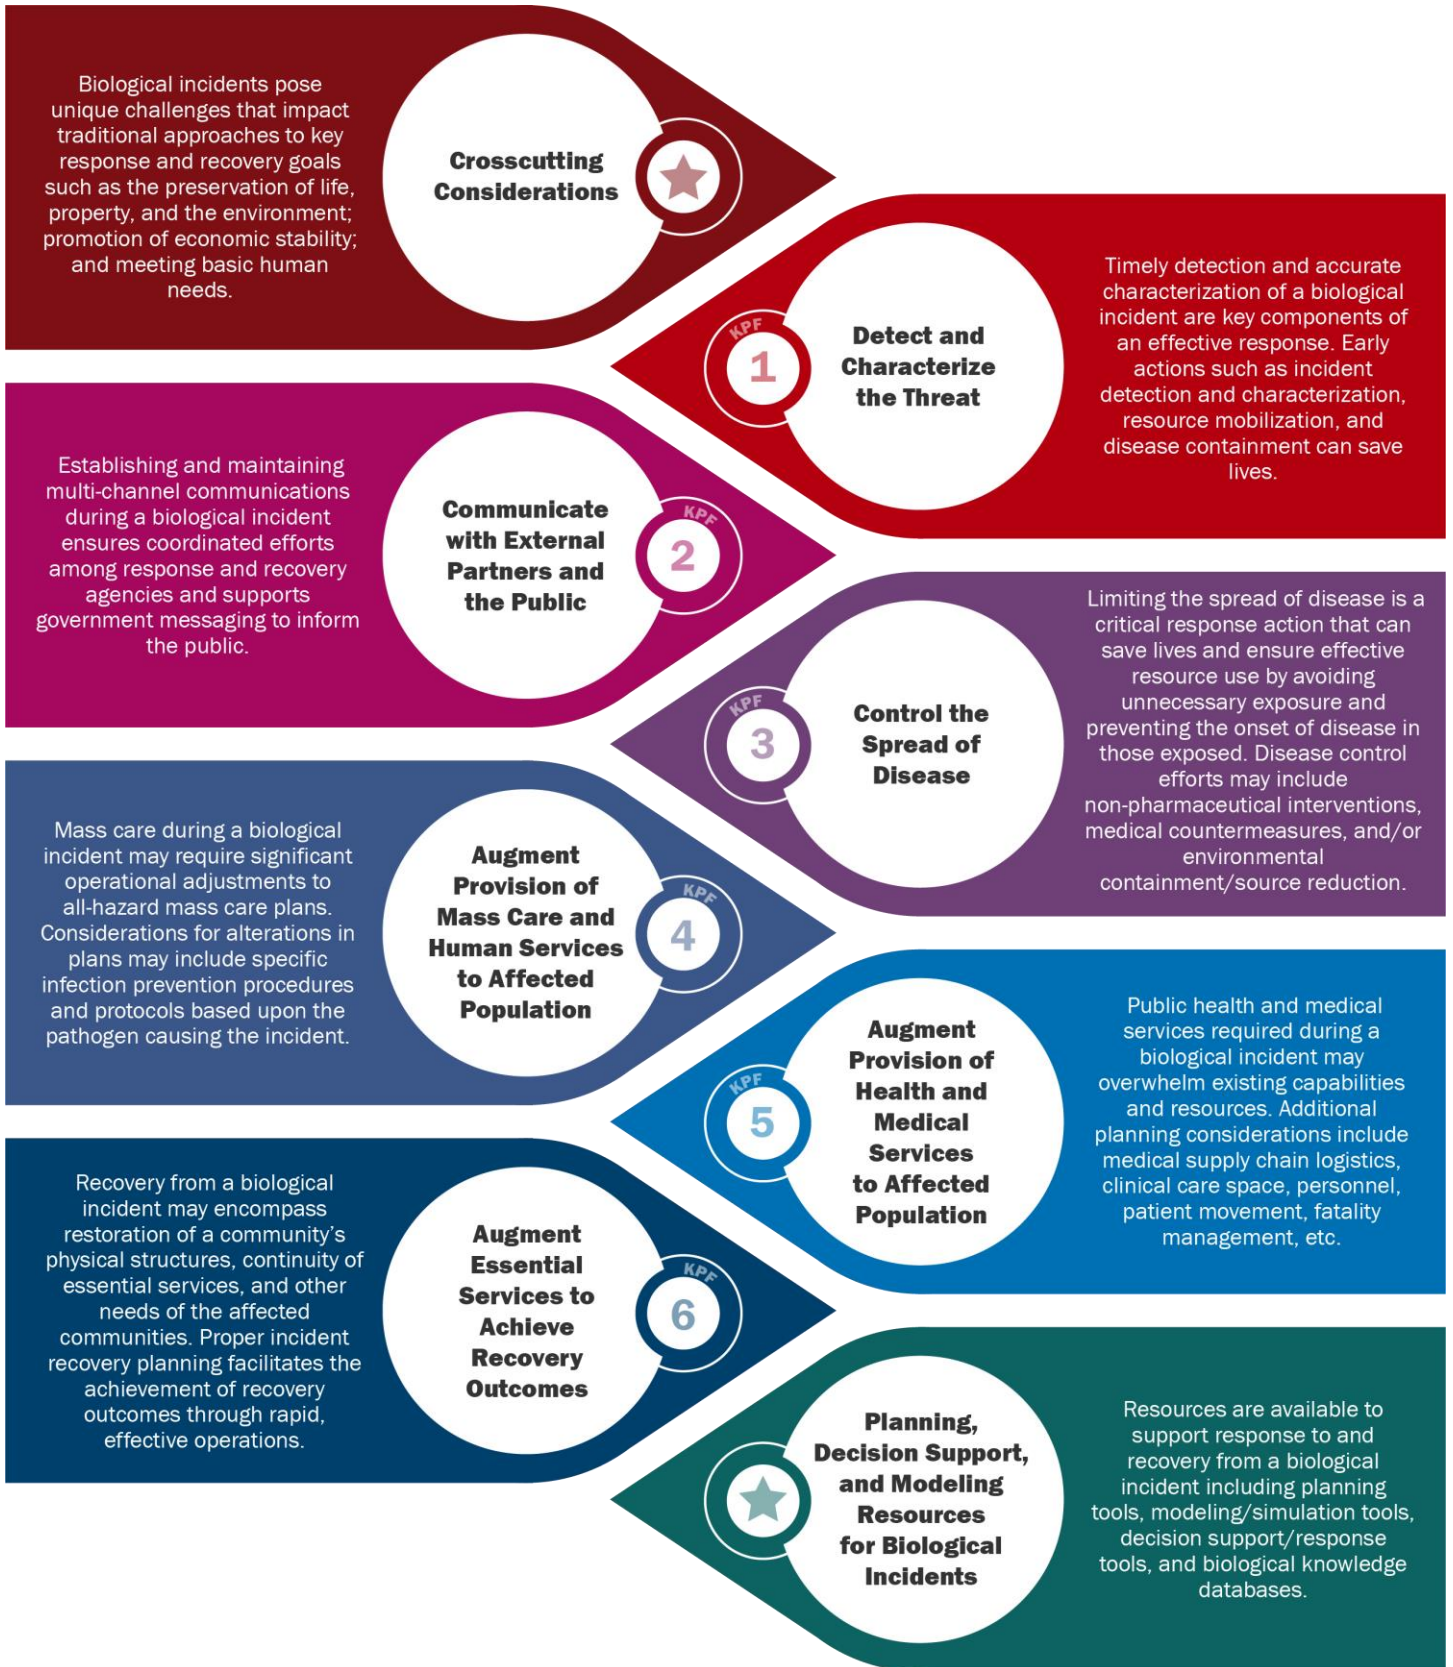 Biological incidents pose
unique challenges that impact
traditional approaches to key
response and recovery goals
such as the preservation of life,
property, and the environment;
promotion of economic stability;
and meeting basic human
needs.
Crosscutting
Considerations
KPF
1
Detect and
Characterize
the Threat
Timely detection and accurate
characterization of a biological
incident are key components of
an effective response. Early
actions such as incident
detection and characterization,
resource mobilization, and
disease containment can save
lives.
Establishing and maintaining
multi-channel communications
during a biological incident
ensures coordinated efforts
among response and recovery
agencies and supports
government messaging to inform
the public.
Communicate
with External
Partners and
the Public
KPF
2
KPF
3
Control the
Spread of
Disease
Limiting the spread of disease is a
critical response action that can
save lives and ensure effective
resource use by avoiding
unnecessary exposure and
preventing the onset of disease in
those exposed. Disease control
efforts may include
non-pharmaceutical interventions,
medical countermeasures, and/or
environmental
containment/source reduction.
Mass care during a biological
incident may require significant
operational adjustments to
all-hazard mass care plans.
Considerations for alterations in
plans may include specific
infection prevention procedures
and protocols based upon the
pathogen causing the incident.
Augment
Provision of
Mass Care and
Human Services
to Affected
Population
KPF
4
KPF
5
Augment
Provision of
Health and
Medical
Services
to Affected
Population
Public health and medical
services required during a
biological incident may
overwhelm existing capabilities
and resources. Additional
planning considerations include
medical supply chain logistics,
clinical care space, personnel,
patient movement, fatality
management, etc.
Recovery from a biological
incident may encompass
restoration of a community’s
physical structures, continuity of
essential services, and other
needs of the affected
communities. Proper incident
recovery planning facilitates the
achievement of recovery
outcomes through rapid,
effective operations.
Augment
Essential
Services to
Achieve
Recovery
Outcomes
KPF
6
Planning,
Decision Support,
and Modeling
Resources
for Biological
Incidents
Resources are available to
support response to and
recovery from a biological
incident including planning
tools, modeling/simulation tools,
decision support/response
tools, and biological knowledge
databases.